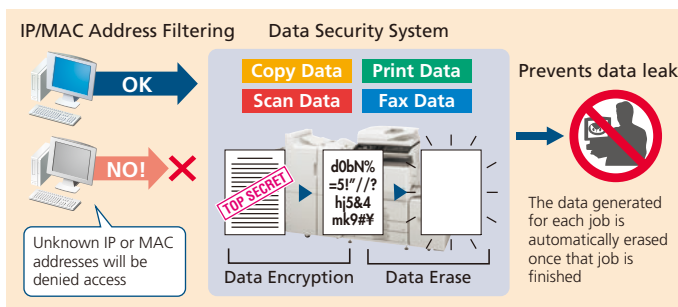 IP/MAC Address Filtering
OK
NO!
Unknown IP or MAC
addresses will be
denied access
Data Security System
Copy Data
Print Data
Scan Data
Fax Data
TOP SECRET
d0bN%
=5!"//?
hj5&4
mk9#¥
Data Encryption
Data Erase
Prevents data leak
The data generated
for each job is
automatically erased
once that job is
finished